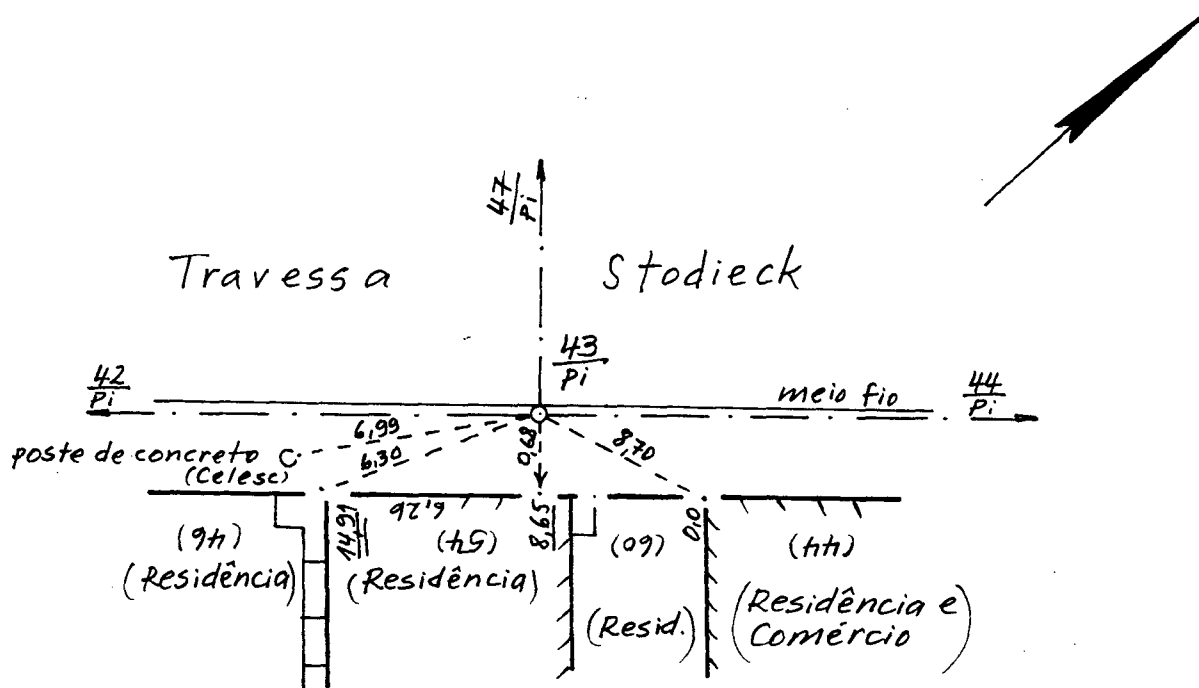 47
Pi
Travessa Stodieck
43
Pi
42
Pi
meio fio
44
Pi
6,99
poste de concreto
(Celesc)
6,30
0,68
8,70
14,91
6,26
8,65
0,0
(46)
(54)
(60)
(44)
(Residência)
(Residência)
(Resid.)
(Residência e
Comércio)